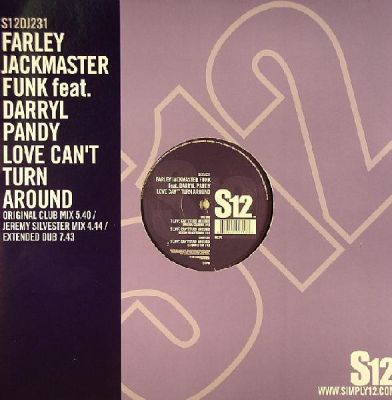 S12DJ231
FARLEY
JACKMASTER
FUNK feat.
DARRYL
PANDY
LOVE CAN'T
TURN
AROUND
ORIGINAL CLUB MIX 5.40 /
JEREMY SILVESTER MIX 4.44 /
EXTENDED DUB 7.43
S12
FARLEY JACKMASTER FUNK
feat. DARRYL PANDY
LOVE CAN'T TURN AROUND
S12
S12
WWW.SIMPLY12.COM